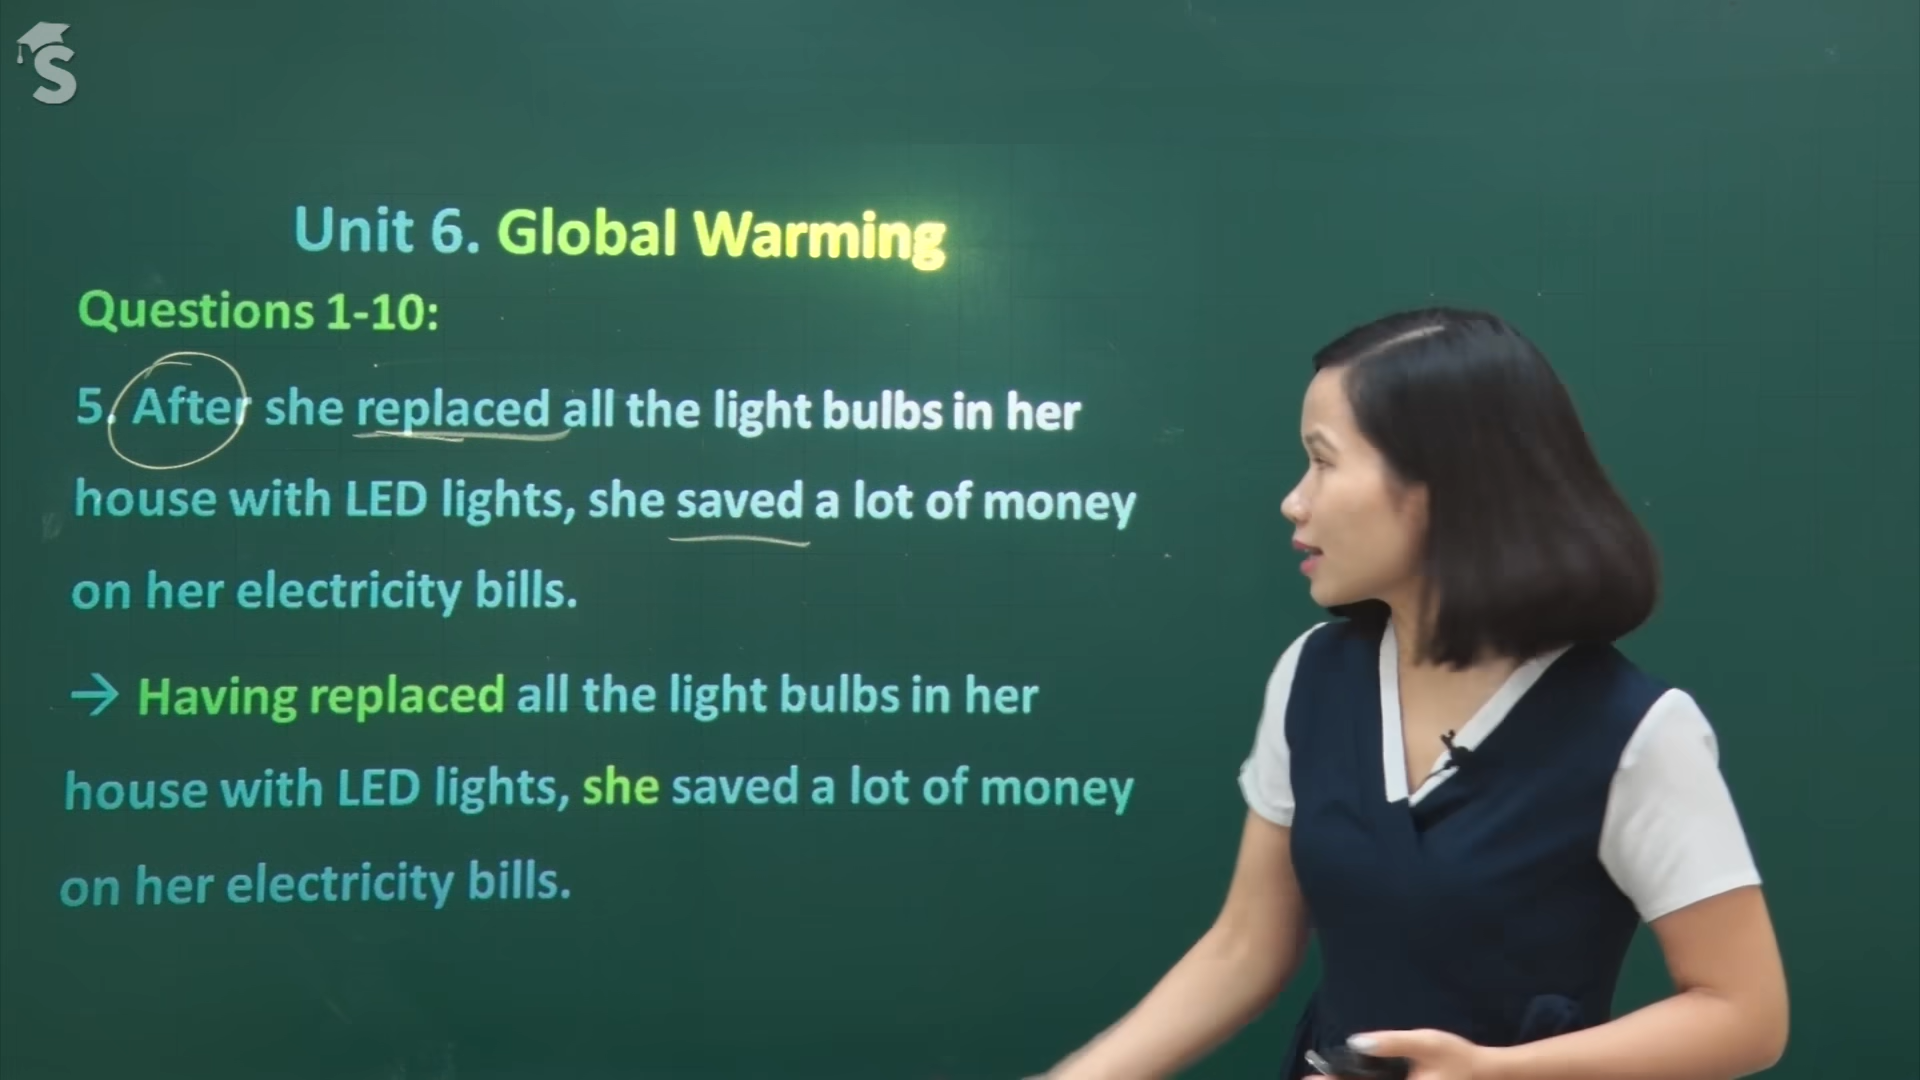 S
Unit 6. Global Warming
Questions 1-10:
5. After she replaced all the light bulbs in her
house with LED lights, she saved a lot of money
on her electricity bills.
→ Having replaced all the light bulbs in her
house with LED lights, she saved a lot of money
on her electricity bills.